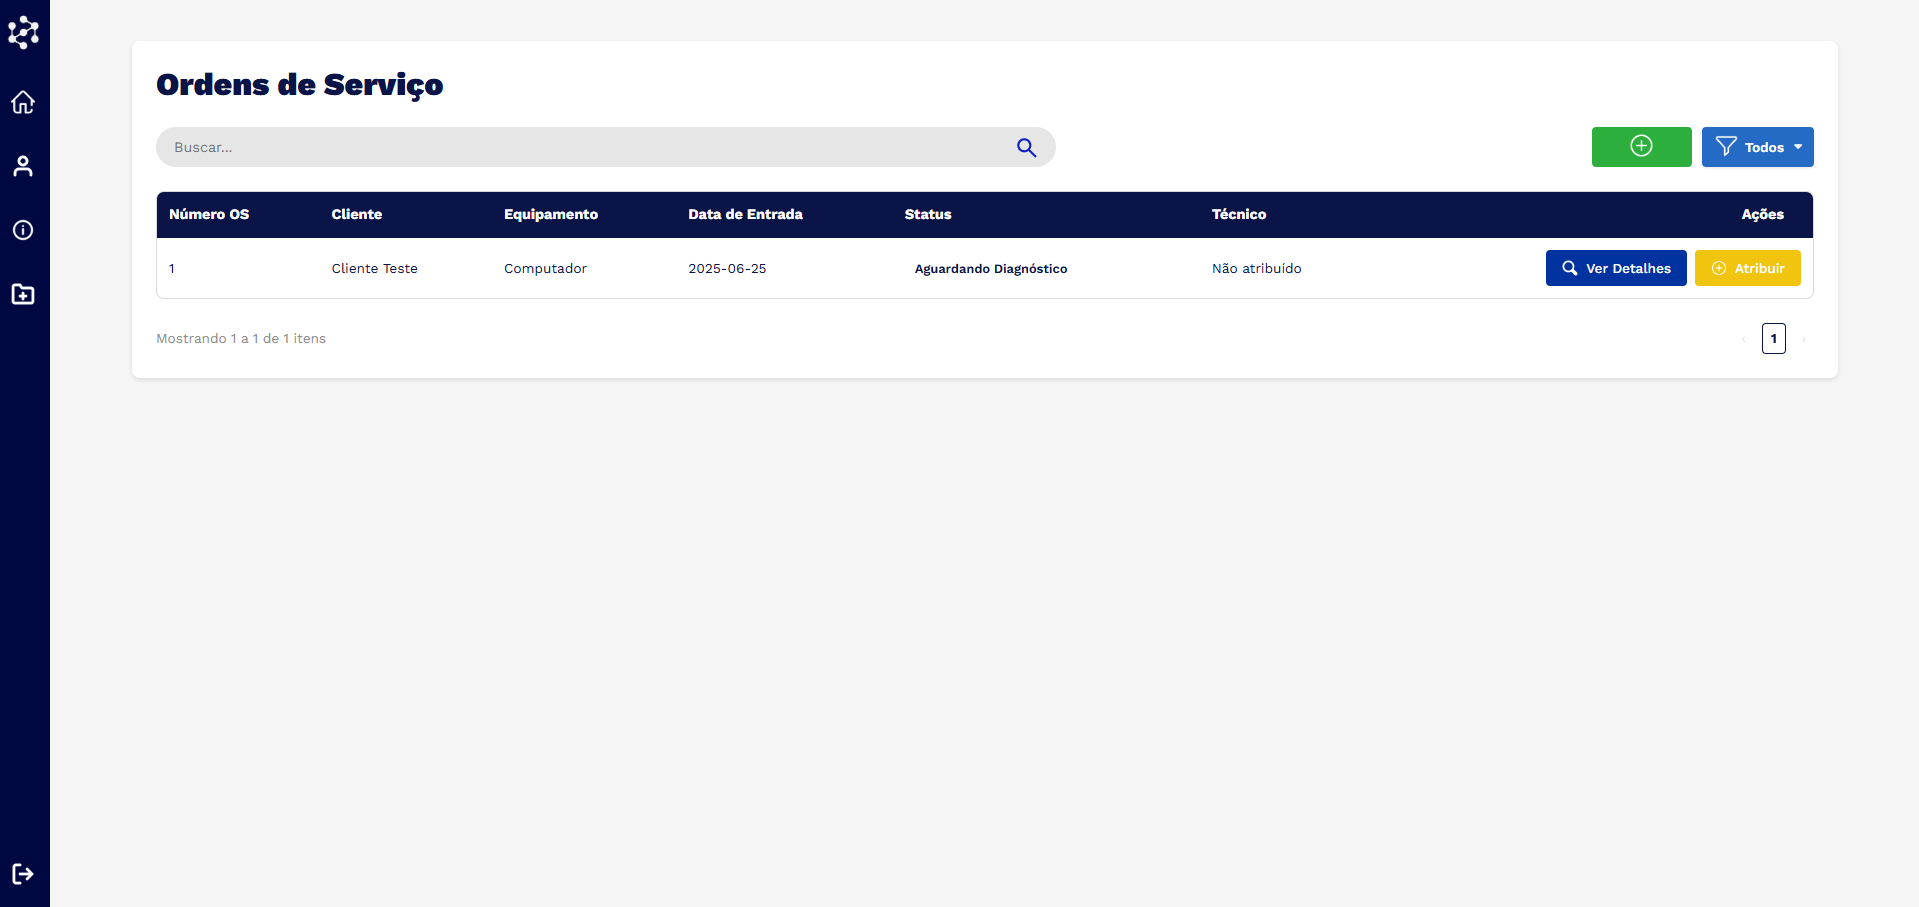 Ordens de Serviço
Buscar...
Todos
Número OS Cliente Equipamento Data de Entrada Status Técnico Ações
1 Cliente Teste Computador 2025-06-25 Aguardando Diagnóstico Não atribuído Ver Detalhes Atribuir
Mostrando 1 a 1 de 1 itens
‹ 1 ›